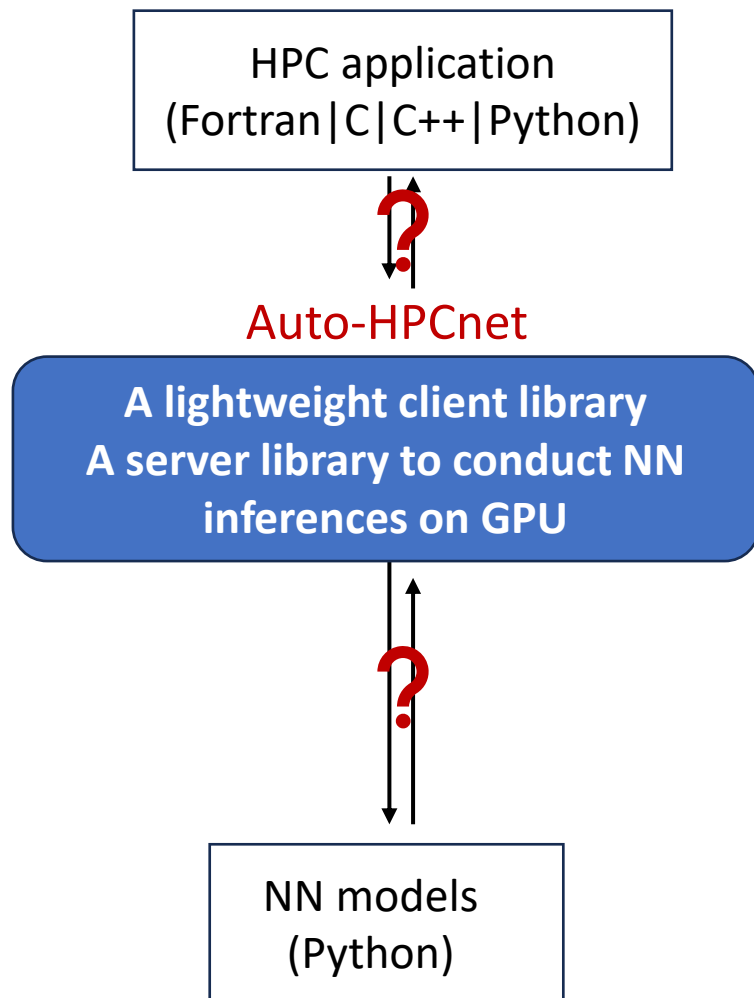 HPC application
(Fortran|C|C++|Python)
?
Auto-HPCnet
A lightweight client library
A server library to conduct NN
inferences on GPU
?
NN models
(Python)